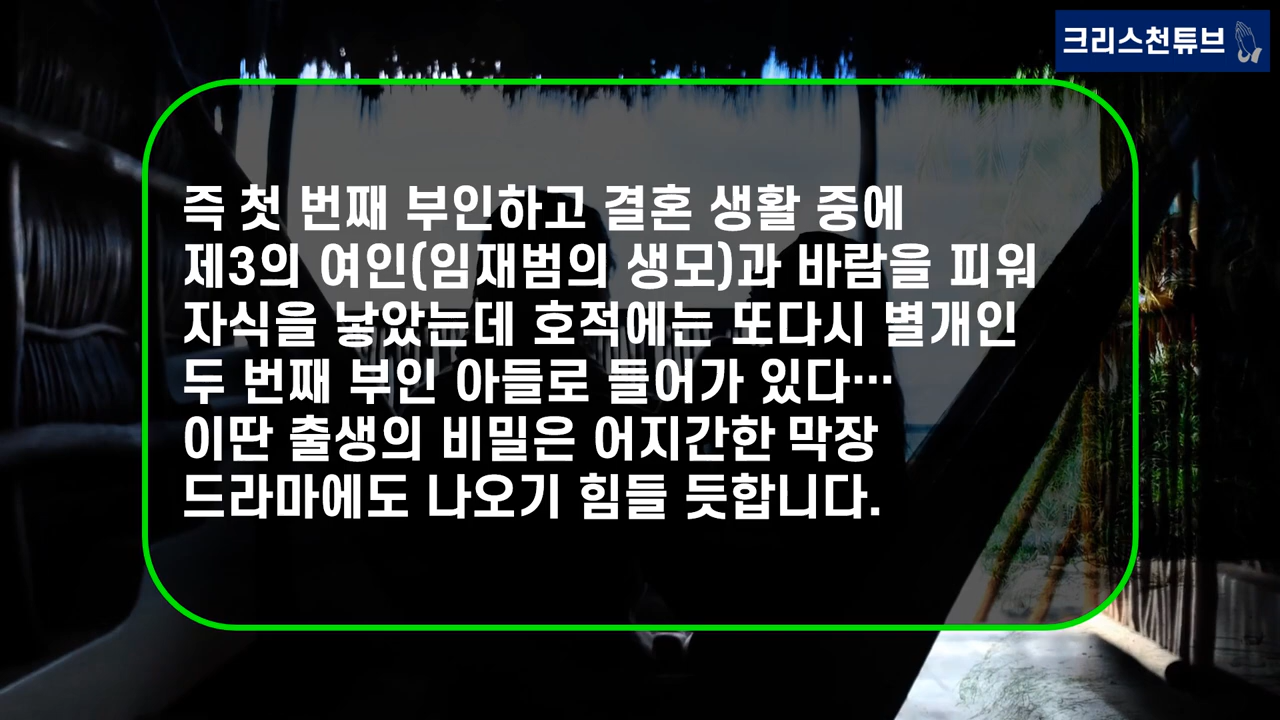 크리스천튜브
즉 첫 번째 부인하고 결혼 생활 중에
제3의 여인(임재범의 생모)과 바람을 피워
자식을 낳았는데 호적에는 또다시 별개인
두 번째 부인 아들로 들어가 있다…
이딴 출생의 비밀은 어지간한 막장
드라마에도 나오기 힘들 듯합니다.